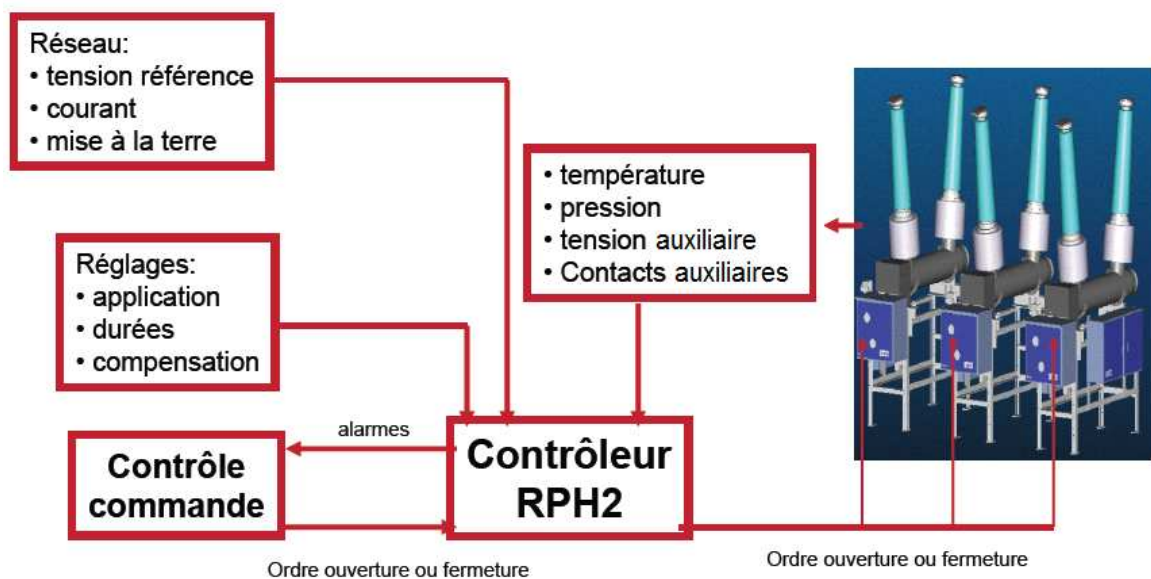 Réseau:
• tension référence
• courant
• mise à la terre
• température
• pression
• tension auxiliaire
• Contacts auxiliaires
Réglages:
• application
• durées
• compensation
alarmes
Contrôle
commande
Contrôleur
RPH2
Ordre ouverture ou fermeture
Ordre ouverture ou fermeture